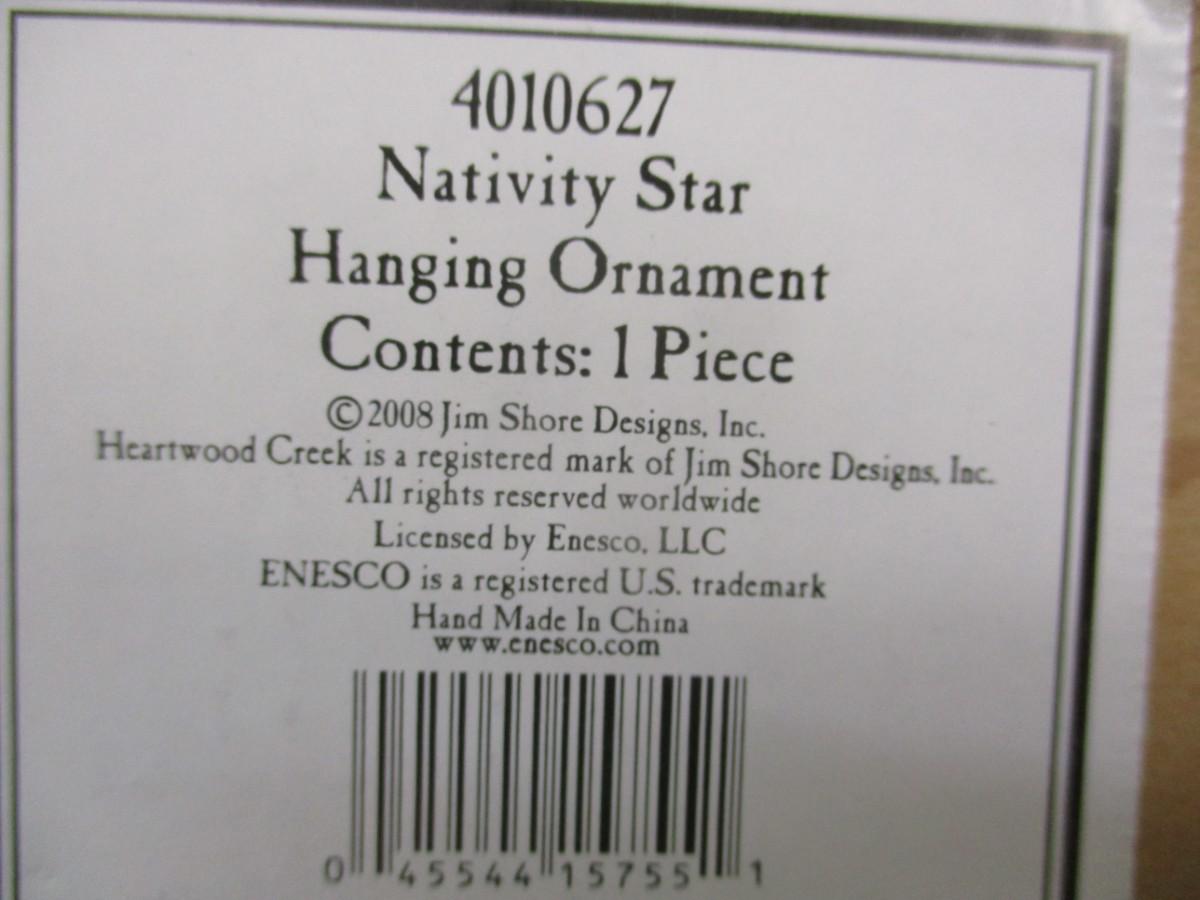 4010627
Nativity Star
Hanging Ornament
Contents: 1 Piece
©2008 Jim Shore Designs, Inc.
Heartwood Creek is a registered mark of Jim Shore Designs, Inc.
All rights reserved worldwide
Licensed by Enesco, LLC
ENESCO is a registered U.S. trademark
Hand Made In China
www.enesco.com
0 45544 15755 1